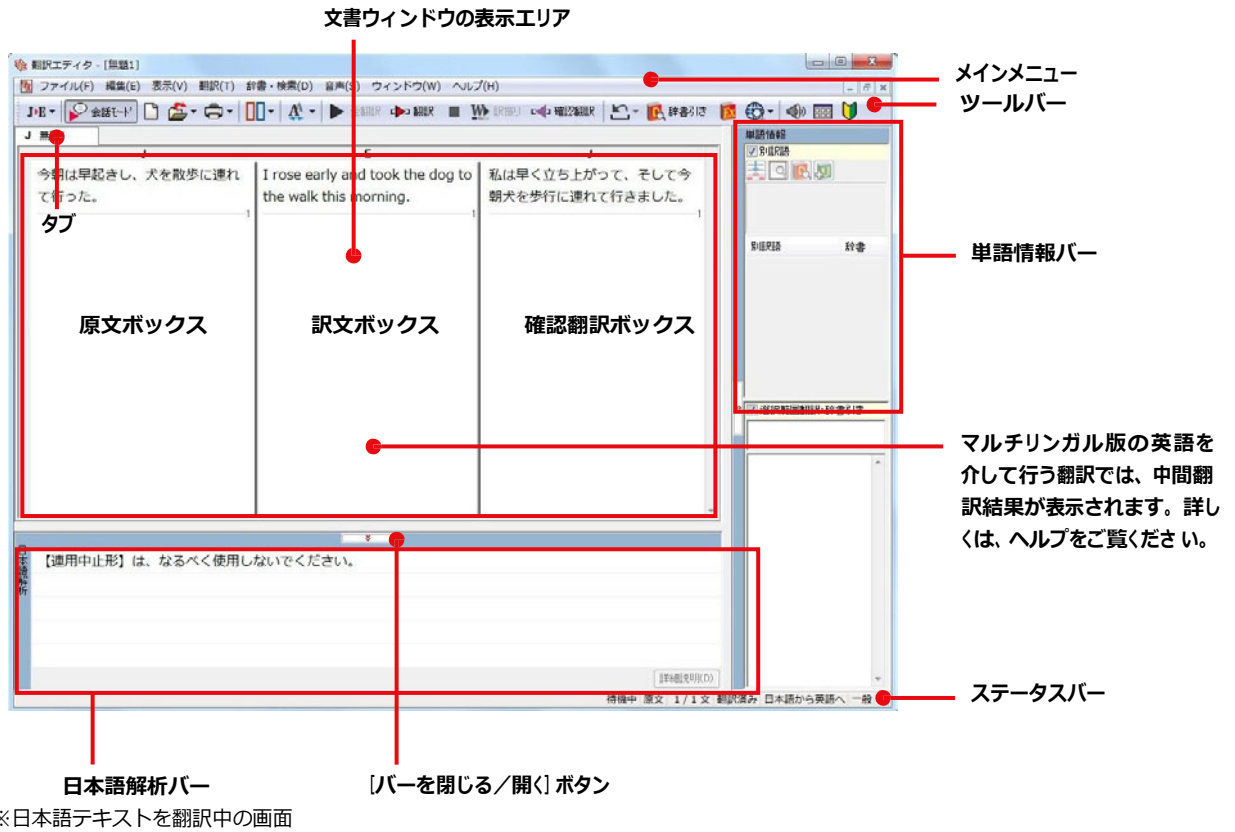 文書ウィンドウの表示エリア
翻訳エディタ - [無題1]
ファイル(F) 編集(E) 表示(V) 翻訳(T) 辞書・検索(D) 音声(S) ウィンドウ(W) ヘルプ(H)
メインメニュー
ツールバー
会話モード 翻訳 確認翻訳 辞書引き
J
単語情報
別訳語
今朝は早起きし、犬を散歩に連れ
て行った。
1
I rose early and took the dog to
the walk this morning.
1
私は早く立ち上がって、そして今
朝犬を歩行に連れて行きました。
1
タブ
別訳語 辞書
単語情報バー
原文ボックス
訳文ボックス
確認翻訳ボックス
マルチリンガル版の英語を
介して行う翻訳では、中間翻
訳結果が表示されます。詳し
くは、ヘルプをご覧ください。
日本語解析
【連用中止形】は、なるべく使用しないでください。
詳細説明(D)
待機中 原文 1 / 1 文 翻訳済み 日本語から英語へ 一般
ステータスバー
日本語解析バー
[バーを閉じる／開く] ボタン
※日本語テキストを翻訳中の画面